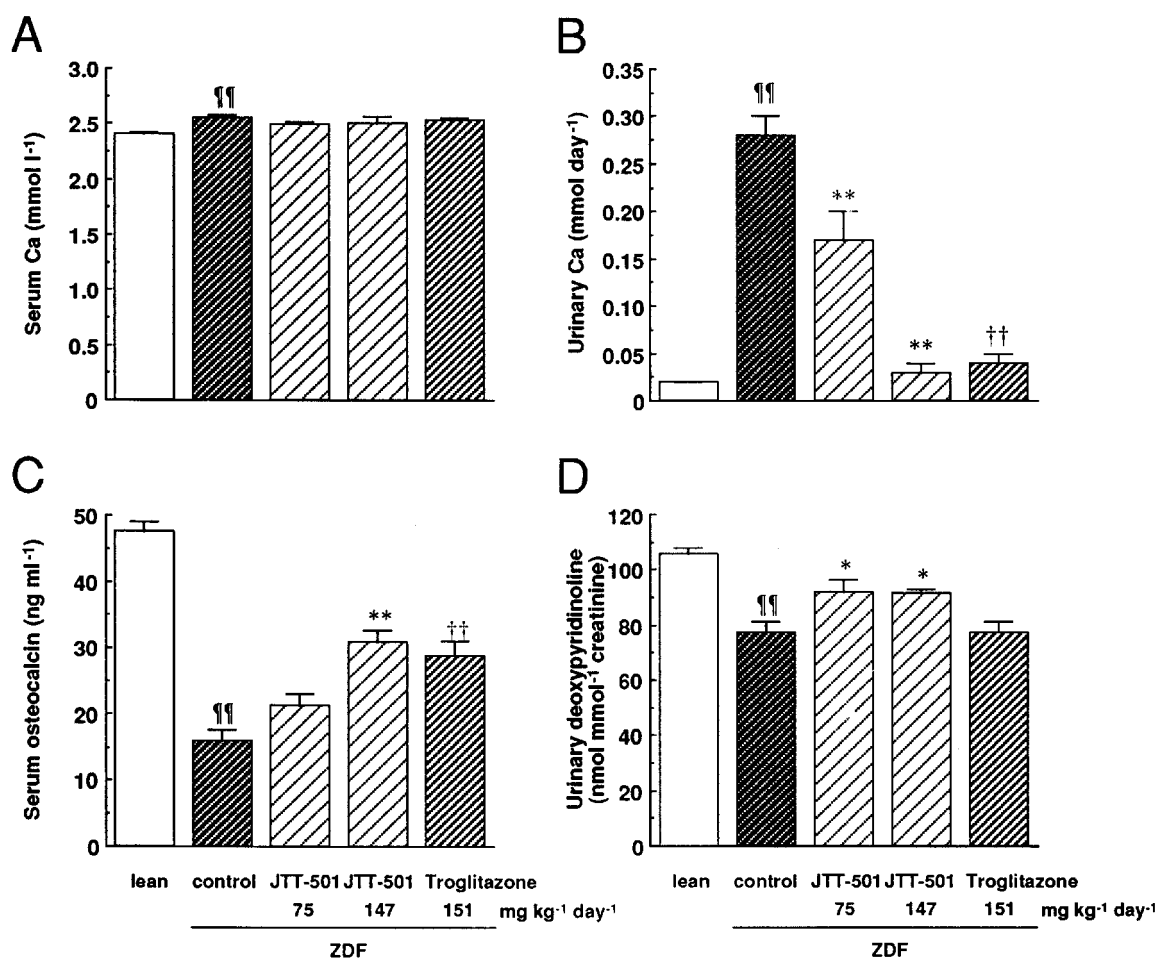 A
Serum Ca (mmol l-1)
3.0
2.5
2.0
1.5
1.0
0.5
0
¶¶
B
Urinary Ca (mmol day-1)
0.35
0.30
0.25
0.20
0.15
0.10
0.05
0
¶¶
**
**
††
C
Serum osteocalcin (ng ml-1)
50
40
30
20
10
0
¶¶
**
††
lean control JTT-501 JTT-501 Troglitazone
75 147 151 mg kg-1 day-1
ZDF
D
Urinary deoxypyridinoline
(nmol mmol-1 creatinine)
120
100
80
60
40
20
0
¶¶
*
*
lean control JTT-501 JTT-501 Troglitazone
75 147 151 mg kg-1 day-1
ZDF